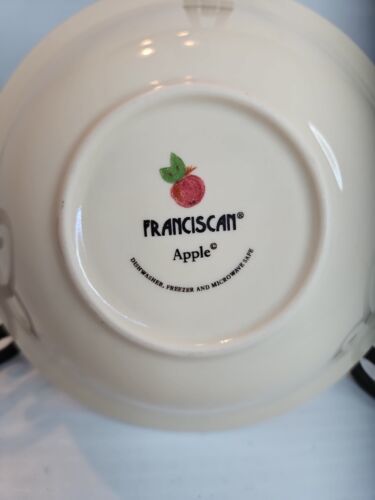 FRANCISCAN®
Apple©
DISHWASHER, FREEZER AND MICROWAVE SAFE